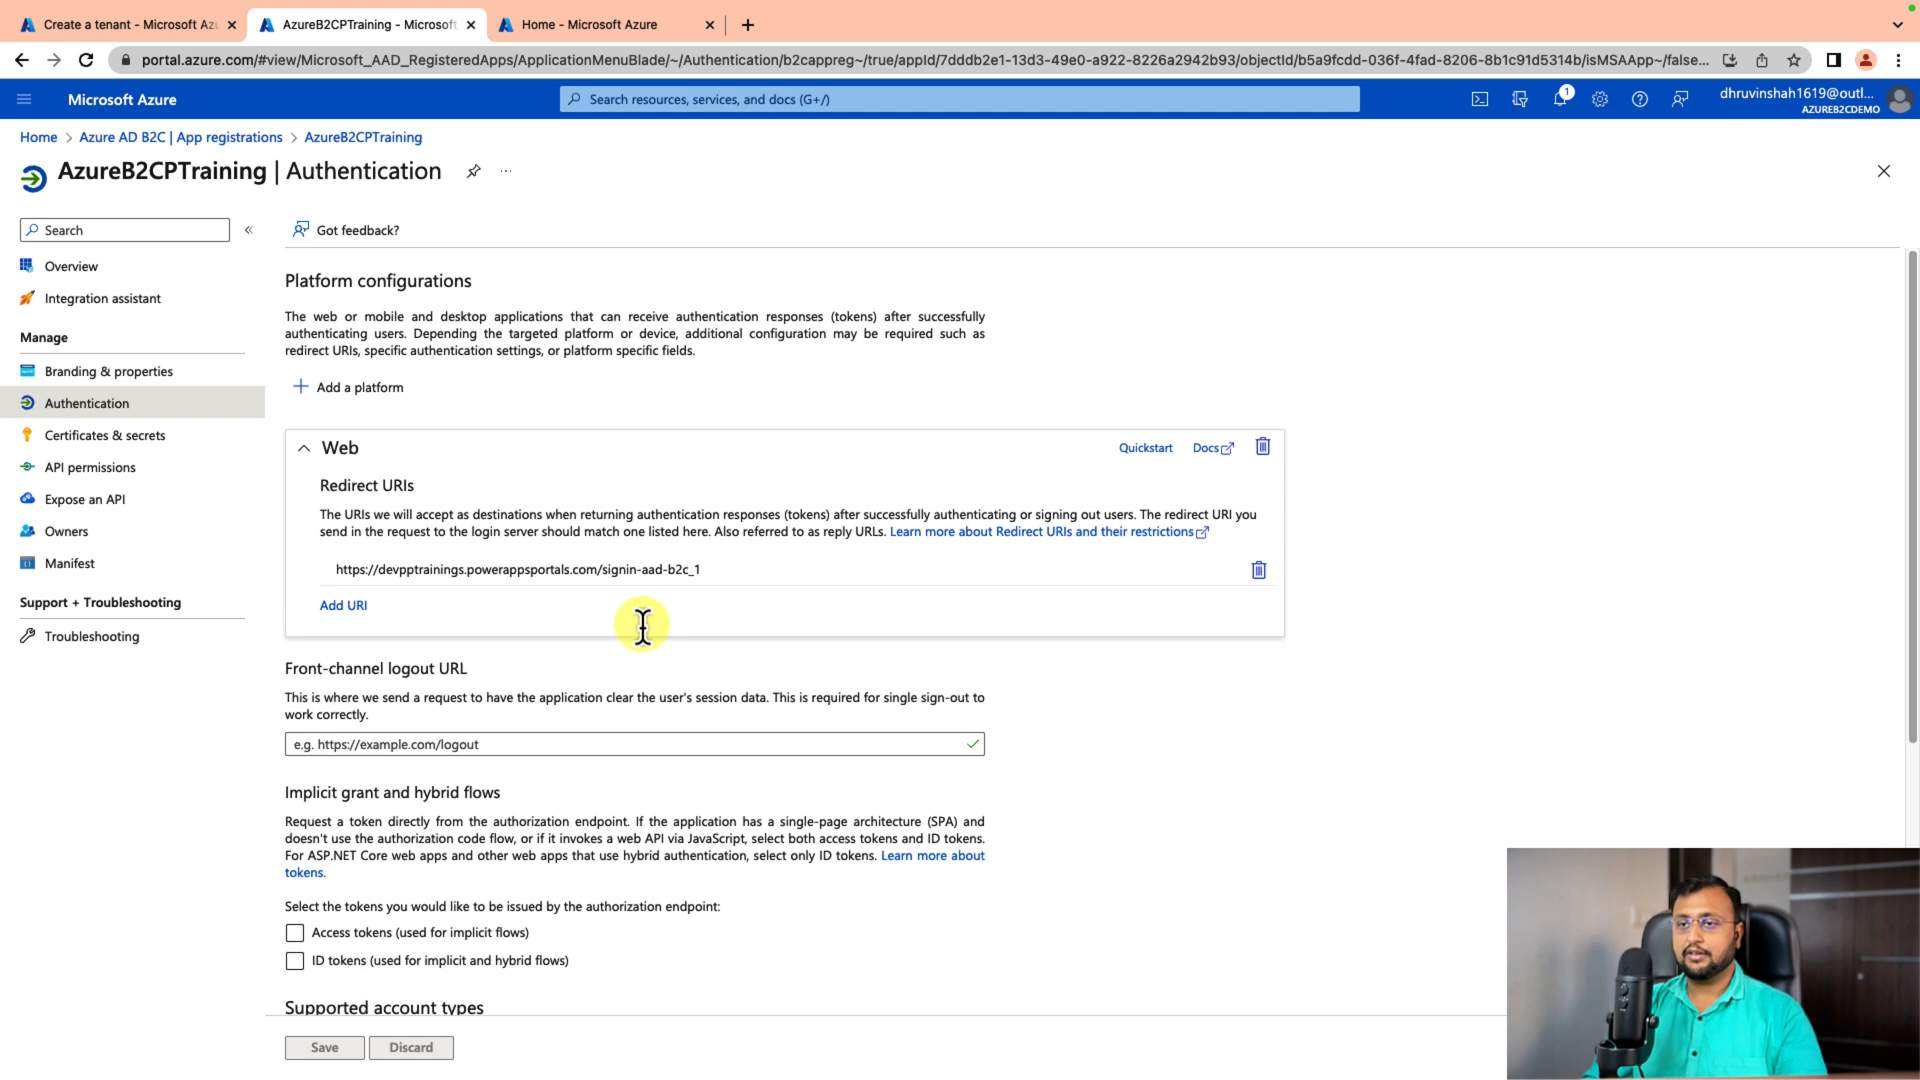 Create a tenant - Microsoft Azu
AzureB2CPTraining - Microsoft
Home - Microsoft Azure
portal.azure.com/#view/Microsoft_AAD_RegisteredApps/ApplicationMenuBlade/~/Authentication/b2cappreg~/true/appId/7dddb2e1-13d3-49e0-a922-8226a2942b93/objectId/b5a9fcdd-036f-4fad-8206-8b1c91d5314b/isMSAApp~/false...
Microsoft Azure
Search resources, services, and docs (G+/)
1
dhruvinshah1619@outl...
AZUREB2CDEMO
Home > Azure AD B2C | App registrations > AzureB2CPTraining
AzureB2CPTraining | Authentication
Search
Got feedback?
Overview
Integration assistant
Manage
Branding & properties
Authentication
Certificates & secrets
API permissions
Expose an API
Owners
Manifest
Support + Troubleshooting
Troubleshooting
Platform configurations
The web or mobile and desktop applications that can receive authentication responses (tokens) after successfully
authenticating users. Depending the targeted platform or device, additional configuration may be required such as
redirect URIs, specific authentication settings, or platform specific fields.
Add a platform
Web
Quickstart
Docs
Redirect URIs
The URIs we will accept as destinations when returning authentication responses (tokens) after successfully authenticating or signing out users. The redirect URI you
send in the request to the login server should match one listed here. Also referred to as reply URLs. Learn more about Redirect URIs and their restrictions
https://devpptrainings.powerappsportals.com/signin-aad-b2c_1
Add URI
Front-channel logout URL
This is where we send a request to have the application clear the user's session data. This is required for single sign-out to
work correctly.
e.g. https://example.com/logout
Implicit grant and hybrid flows
Request a token directly from the authorization endpoint. If the application has a single-page architecture (SPA) and
doesn't use the authorization code flow, or if it invokes a web API via JavaScript, select both access tokens and ID tokens.
For ASP.NET Core web apps and other web apps that use hybrid authentication, select only ID tokens. Learn more about
tokens.
Select the tokens you would like to be issued by the authorization endpoint:
Access tokens (used for implicit flows)
ID tokens (used for implicit and hybrid flows)
Supported account types
Save
Discard